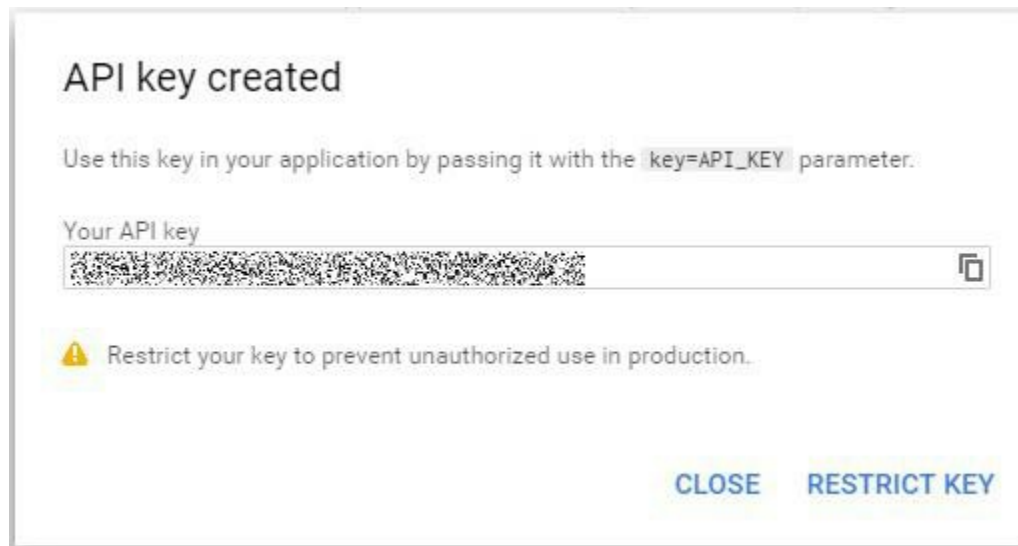 API key created
Use this key in your application by passing it with the key=API_KEY parameter.
Your API key
Restrict your key to prevent unauthorized use in production.
CLOSE RESTRICT KEY